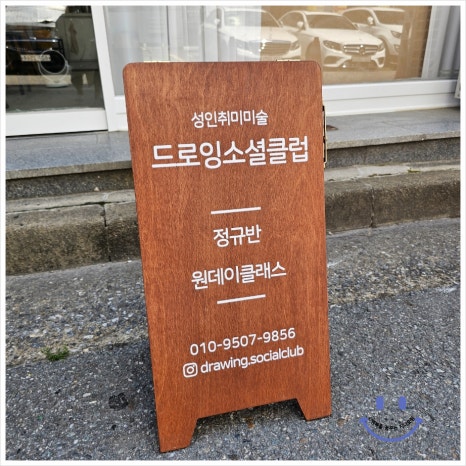 성인취미미술
드로잉소셜클럽
정규반
원데이클래스
010-9507-9856
drawing.socialclub